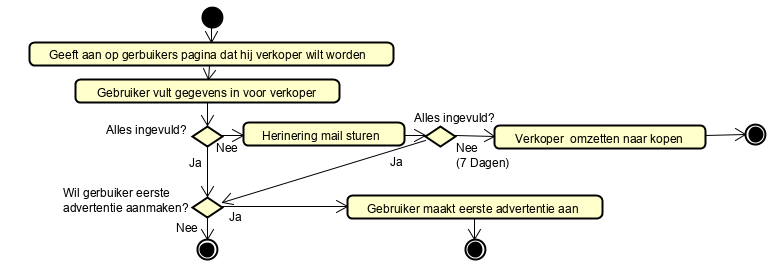 Geeft aan op gerbuikers pagina dat hij verkoper wilt worden
Gebruiker vult gegevens in voor verkoper
Alles ingevuld?
Nee
Herinering mail sturen
Alles ingevuld?
Nee
(7 Dagen)
Verkoper omzetten naar kopen
Ja
Ja
Wil gerbuiker eerste
advertentie aanmaken?
Ja
Gebruiker maakt eerste advertentie aan
Nee